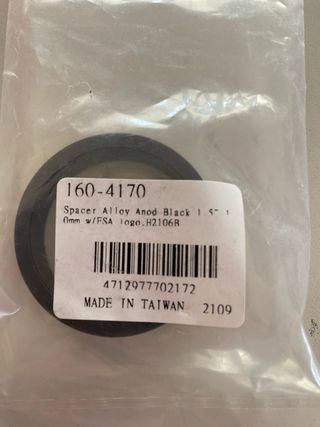 160-4170
Spacer Alloy Anod Black 1.5" 1
0mm w/FSA logo,H2106B
4712977702172
MADE IN TAIWAN 2109